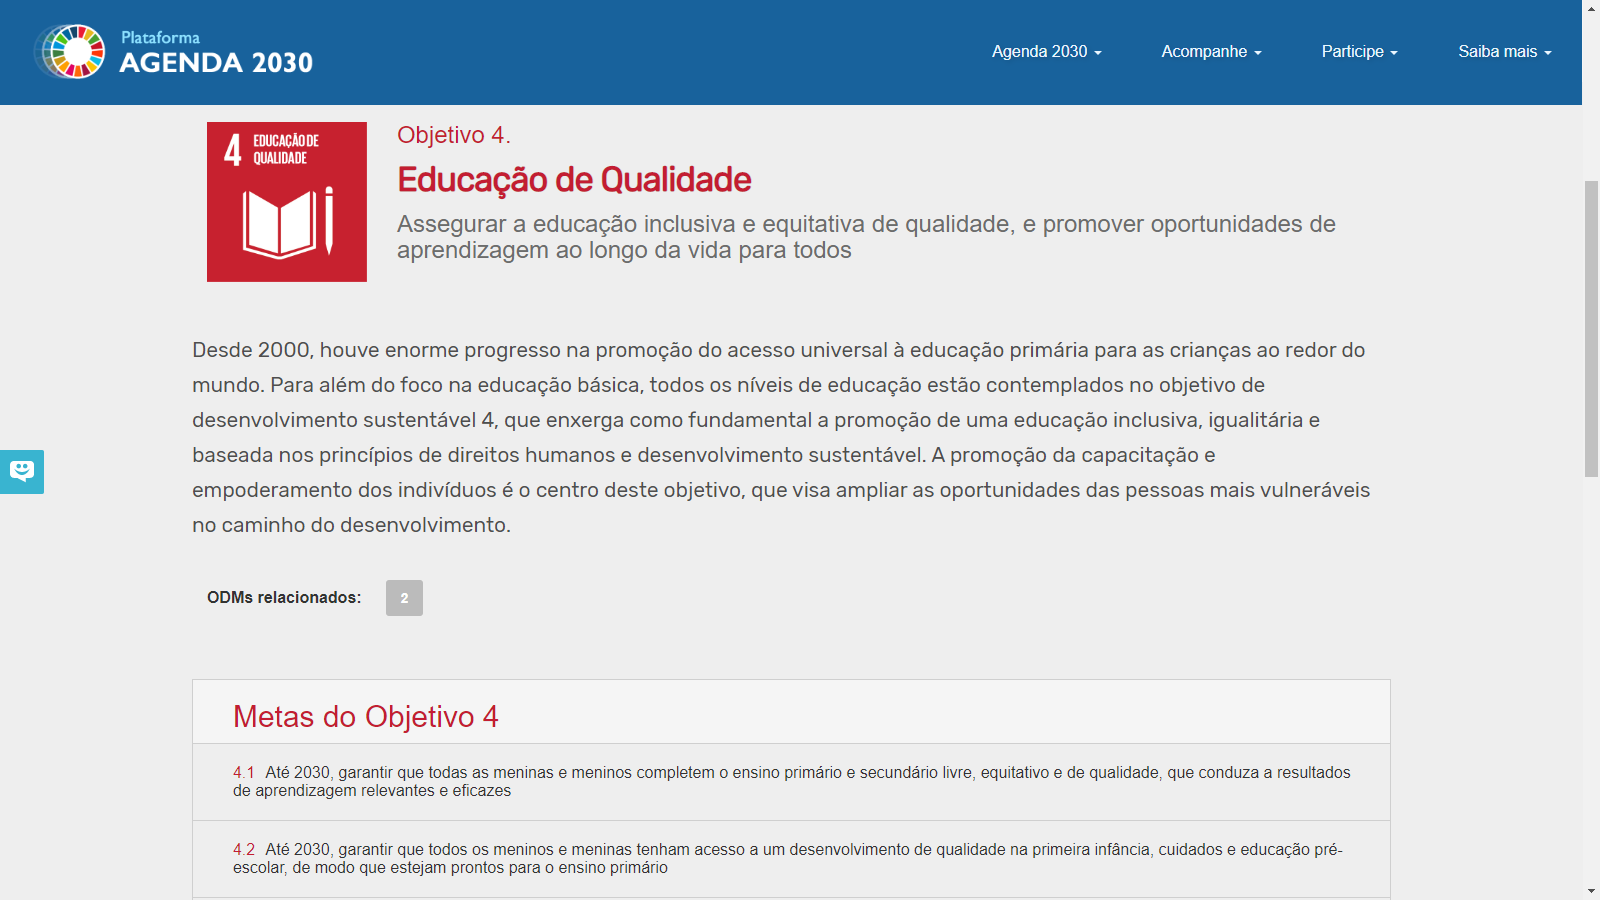 Plataforma
AGENDA 2030
Agenda 2030
Acompanhe
Participe
Saiba mais
4 EDUCAÇÃO DE
QUALIDADE
Objetivo 4.
Educação de Qualidade
Assegurar a educação inclusiva e equitativa de qualidade, e promover oportunidades de
aprendizagem ao longo da vida para todos
Desde 2000, houve enorme progresso na promoção do acesso universal à educação primária para as crianças ao redor do
mundo. Para além do foco na educação básica, todos os níveis de educação estão contemplados no objetivo de
desenvolvimento sustentável 4, que enxerga como fundamental a promoção de uma educação inclusiva, igualitária e
baseada nos princípios de direitos humanos e desenvolvimento sustentável. A promoção da capacitação e
empoderamento dos indivíduos é o centro deste objetivo, que visa ampliar as oportunidades das pessoas mais vulneráveis
no caminho do desenvolvimento.
ODMs relacionados: 2
Metas do Objetivo 4
4.1 Até 2030, garantir que todas as meninas e meninos completem o ensino primário e secundário livre, equitativo e de qualidade, que conduza a resultados
de aprendizagem relevantes e eficazes
4.2 Até 2030, garantir que todos os meninos e meninas tenham acesso a um desenvolvimento de qualidade na primeira infância, cuidados e educação pré-
escolar, de modo que estejam prontos para o ensino primário